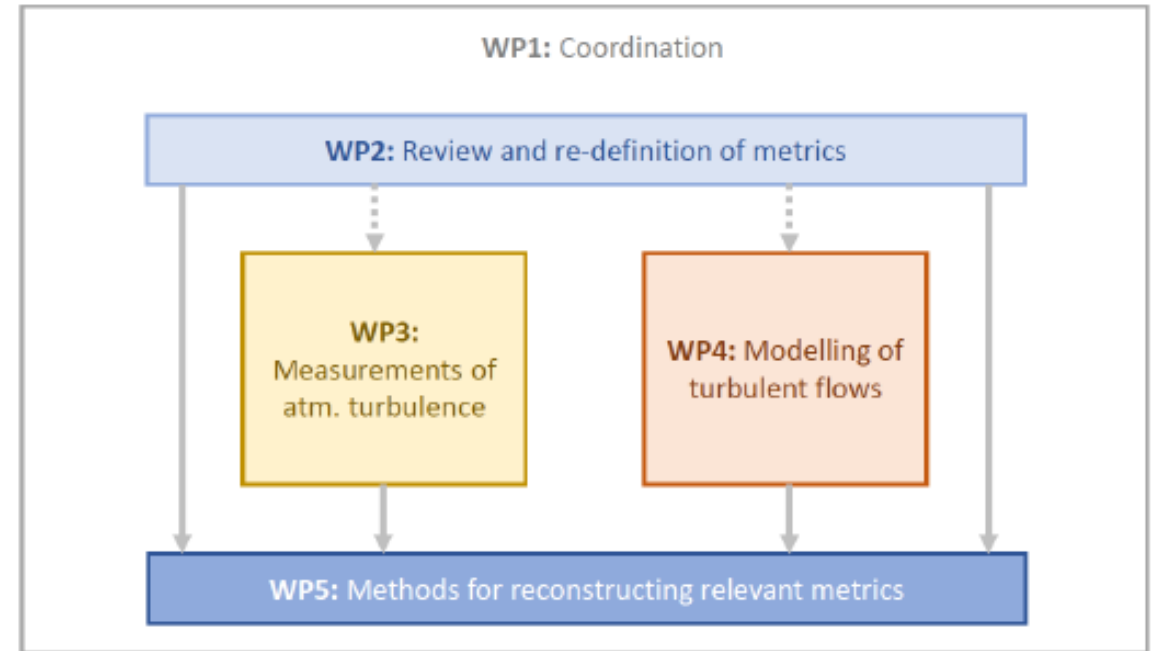 WP1: Coordination
WP2: Review and re-definition of metrics
WP3:
Measurements of
atm. turbulence
WP4: Modelling of
turbulent flows
WP5: Methods for reconstructing relevant metrics